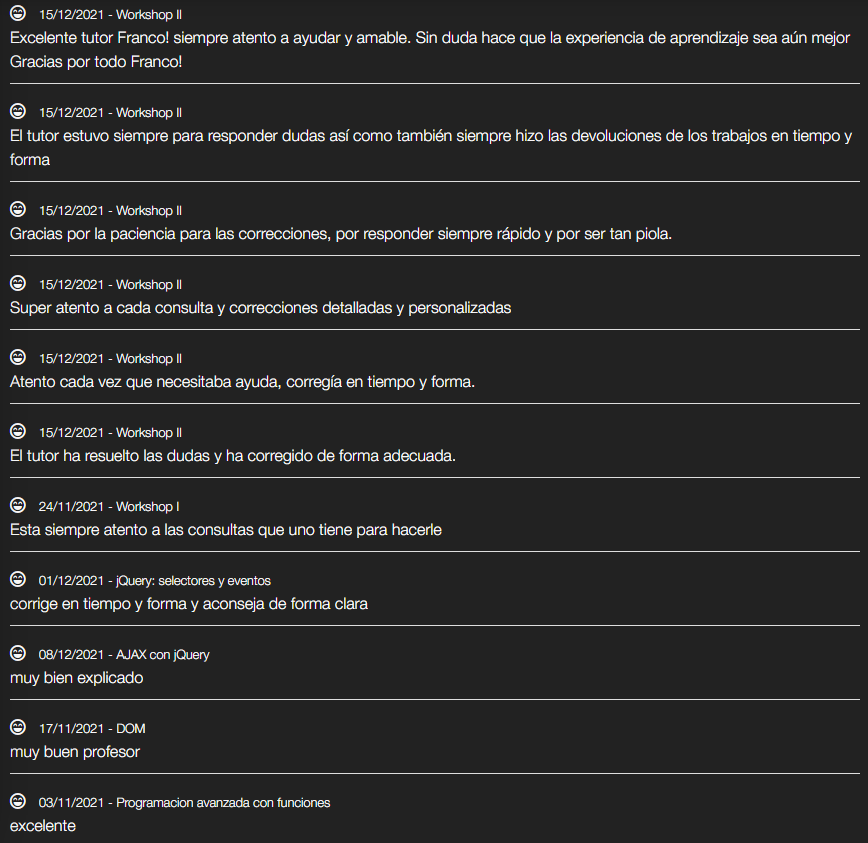 15/12/2021 - Workshop II
Excelente tutor Franco! siempre atento a ayudar y amable. Sin duda hace que la experiencia de aprendizaje sea aún mejor
Gracias por todo Franco!
15/12/2021 - Workshop II
El tutor estuvo siempre para responder dudas así como también siempre hizo las devoluciones de los trabajos en tiempo y
forma
15/12/2021 - Workshop II
Gracias por la paciencia para las correcciones, por responder siempre rápido y por ser tan piola.
15/12/2021 - Workshop II
Super atento a cada consulta y correcciones detalladas y personalizadas
15/12/2021 - Workshop II
Atento cada vez que necesitaba ayuda, corregía en tiempo y forma.
15/12/2021 - Workshop II
El tutor ha resuelto las dudas y ha corregido de forma adecuada.
24/11/2021 - Workshop I
Esta siempre atento a las consultas que uno tiene para hacerle
01/12/2021 - jQuery: selectores y eventos
corrige en tiempo y forma y aconseja de forma clara
08/12/2021 - AJAX con jQuery
muy bien explicado
17/11/2021 - DOM
muy buen profesor
03/11/2021 - Programacion avanzada con funciones
excelente